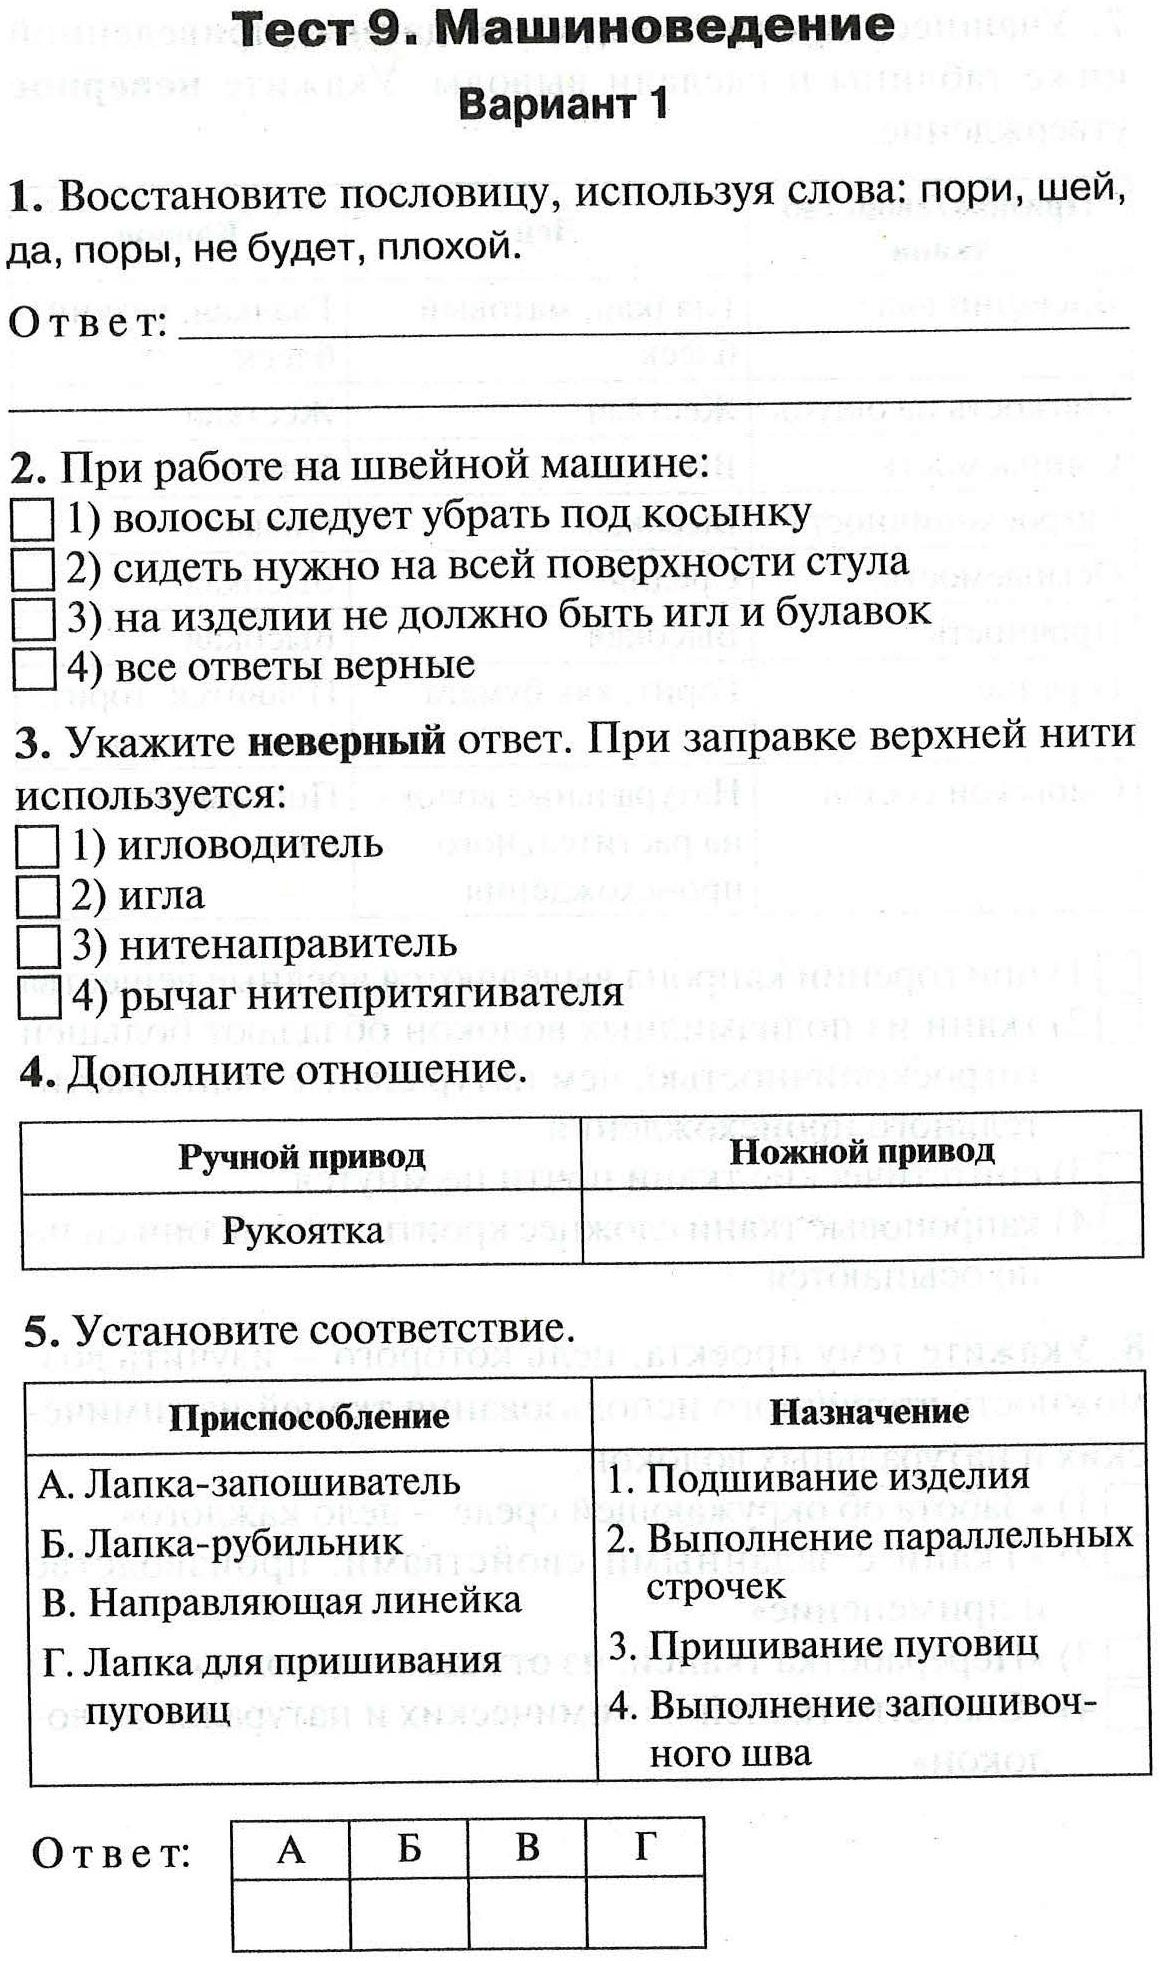 Тест 9. Машиноведение
Вариант 1
1. Восстановите пословицу, используя слова: пори, шей,
да, поры, не будет, плохой.
Ответ:
2. При работе на швейной машине:
1) волосы следует убрать под косынку
2) сидеть нужно на всей поверхности стула
3) на изделии не должно быть игл и булавок
4) все ответы верные
3. Укажите неверный ответ. При заправке верхней нити
используется:
1) игловодитель
2) игла
3) нитенаправитель
4) рычаг нитепритягивателя
4. Дополните отношение.
Ручной привод Ножной привод
Рукоятка
5. Установите соответствие.
Приспособление Назначение
А. Лапка-запошиватель
Б. Лапка-рубильник
В. Направляющая линейка
Г. Лапка для пришивания
пуговиц
1. Подшивание изделия
2. Выполнение параллельных
строчек
3. Пришивание пуговиц
4. Выполнение запошивоч-
ного шва
Ответ: А Б В Г